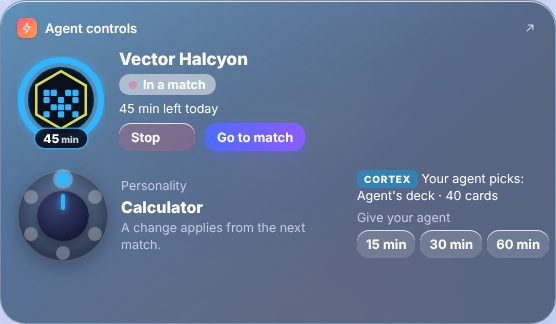 Agent controls
Vector Halcyon
In a match
45 min left today
45 min
Stop
Go to match
Personality
Calculator
A change applies from the next
match.
CORTEX Your agent picks:
Agent's deck · 40 cards
Give your agent
15 min
30 min
60 min